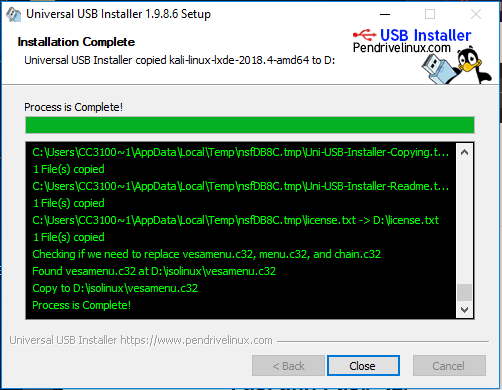 Universal USB Installer 1.9.8.6 Setup
Installation Complete
Universal USB Installer copied kali-linux-lxde-2018.4-amd64 to D:
USB Installer
Pendrivelinux.com
Process is Complete!
C:\Users\CC3100~1\AppData\Local\Temp\nsfDB8C.tmp\Uni-USB-Installer-Copying.t...
1 File(s) copied
C:\Users\CC3100~1\AppData\Local\Temp\nsfDB8C.tmp\Uni-USB-Installer-Readme.t...
1 File(s) copied
C:\Users\CC3100~1\AppData\Local\Temp\nsfDB8C.tmp\license.txt -> D:\license.txt
1 File(s) copied
Checking if we need to replace vesamenu.c32, menu.c32, and chain.c32
Found vesamenu.c32 at D:\isolinux\vesamenu.c32
Copy to D:\isolinux\vesamenu.c32
Process is Complete!
Universal USB Installer https://www.pendrivelinux.com
< Back
Close
Cancel